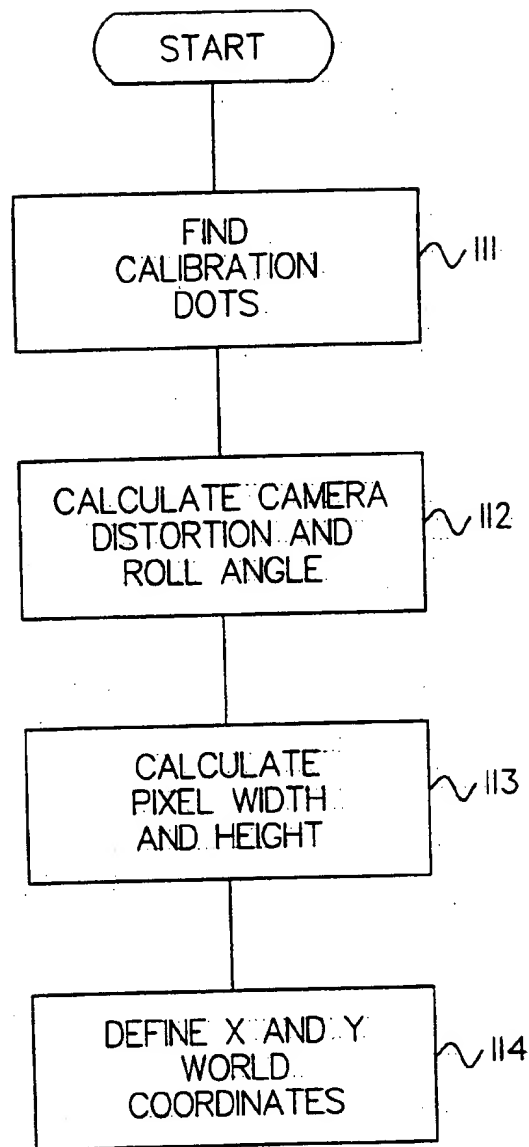 START
FIND
CALIBRATION
DOTS
111
CALCULATE CAMERA
DISTORTION AND
ROLL ANGLE
112
CALCULATE
PIXEL WIDTH
AND HEIGHT
113
DEFINE X AND Y
WORLD
COORDINATES
114